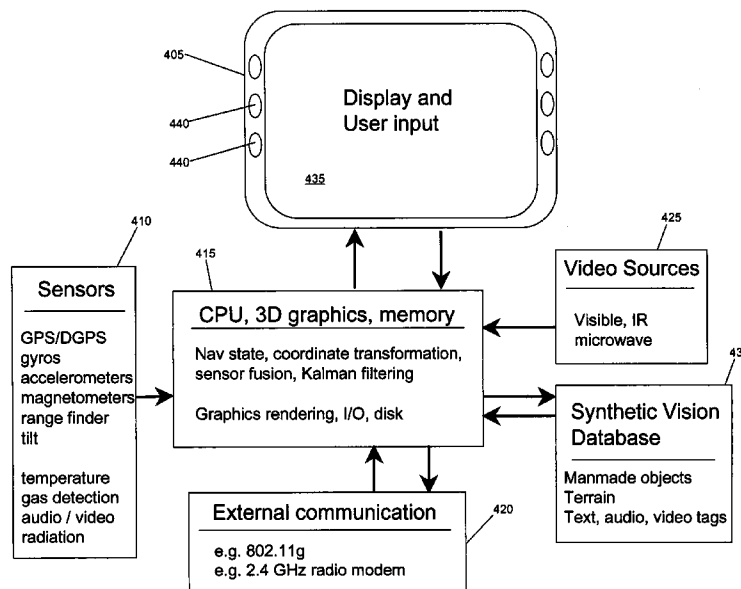 405
440
440
Display and
User input
435
410
Sensors
GPS/DGPS
gyros
accelerometers
magnetometers
range finder
tilt
temperature
gas detection
audio / video
radiation
415
CPU, 3D graphics, memory
Nav state, coordinate transformation,
sensor fusion, Kalman filtering
Graphics rendering, I/O, disk
425
Video Sources
Visible, IR
microwave
Synthetic Vision
Database
Manmade objects
Terrain
Text, audio, video tags
External communication
e.g. 802.11g
e.g. 2.4 GHz radio modem
420